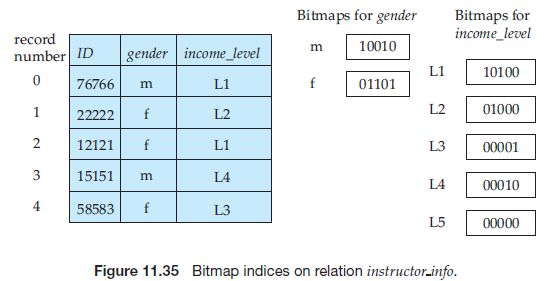 Bitmaps for gender
Bitmaps for income_level
record number
ID gender income_level
m 10010
f 01101
0 76766 m L1
1 22222 f L2
2 12121 f L1
3 15151 m L4
4 58583 f L3
L1 10100
L2 01000
L3 00001
L4 00010
L5 00000
Figure 11.35 Bitmap indices on relation instructor_info.